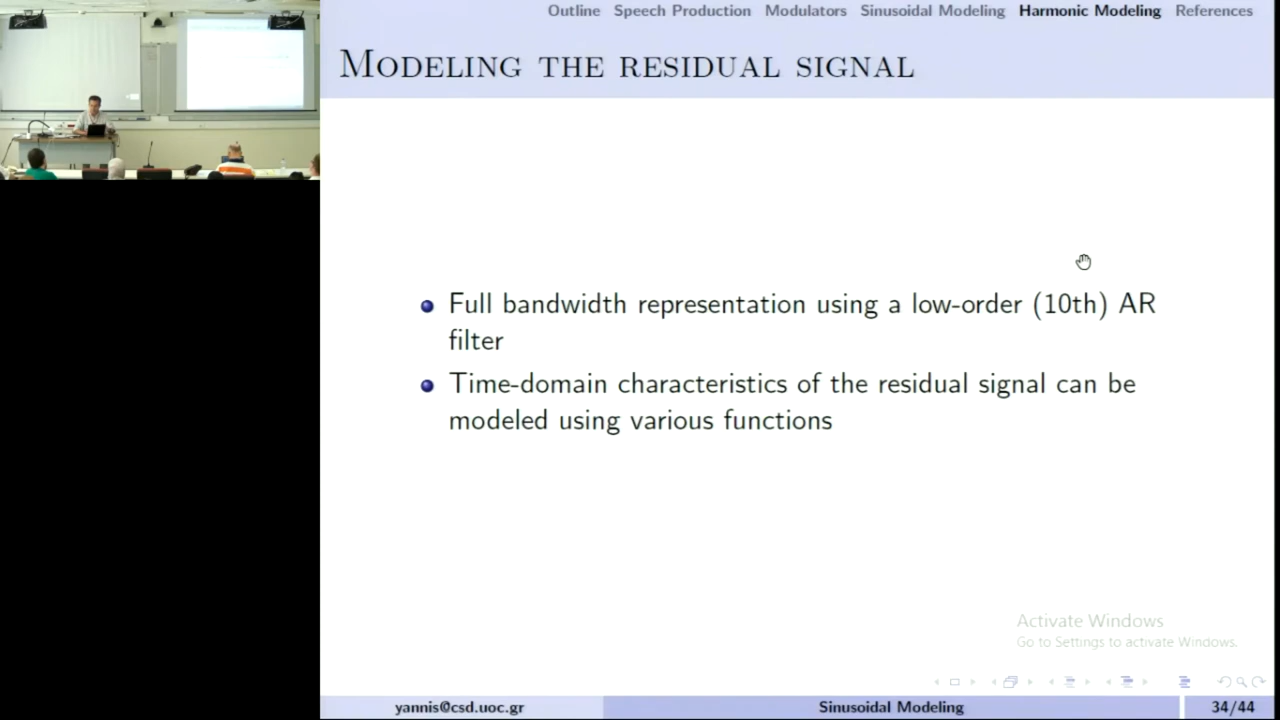 Outline Speech Production Modulators Sinusoidal Modeling Harmonic Modeling References
Modeling the residual signal
Full bandwidth representation using a low-order (10th) AR
filter
Time-domain characteristics of the residual signal can be
modeled using various functions
Activate Windows
Go to Settings to activate Windows.
yannis@csd.uoc.gr Sinusoidal Modeling 34/44